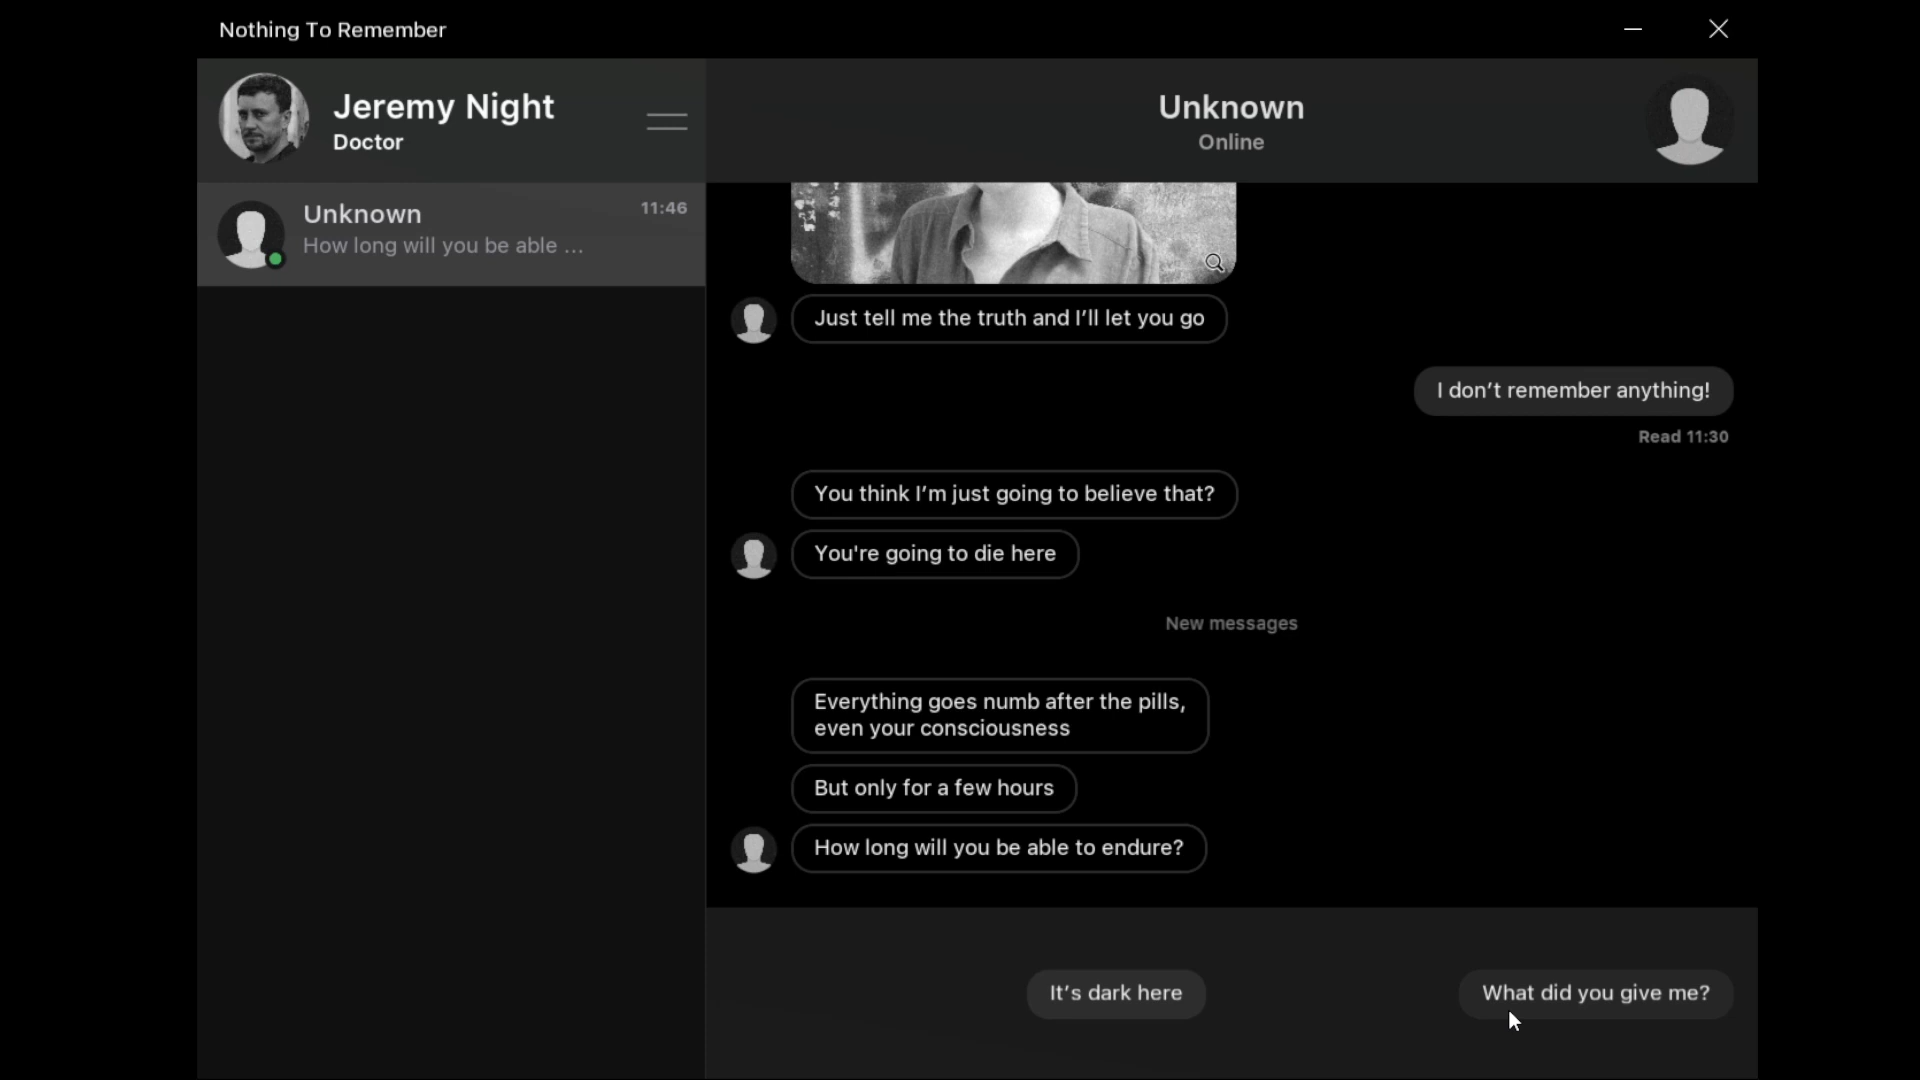 Nothing To Remember
Jeremy Night
Doctor
Unknown
Online
Unknown
11:46
How long will you be able ...
Just tell me the truth and I’ll let you go
I don’t remember anything!
Read 11:30
You think I’m just going to believe that?
You're going to die here
New messages
Everything goes numb after the pills,
even your consciousness
But only for a few hours
How long will you be able to endure?
It’s dark here
What did you give me?